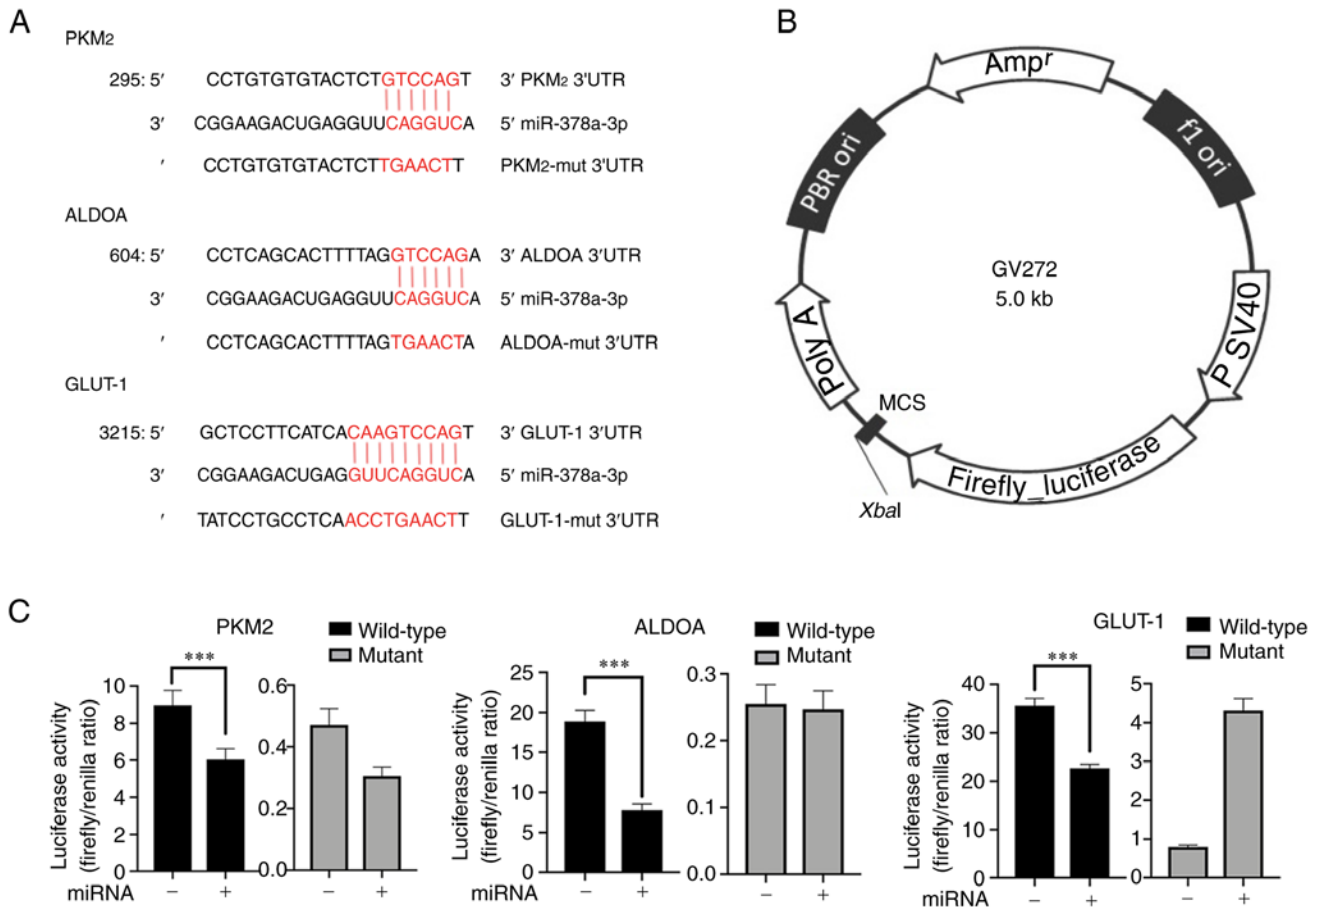 A
PKM2
295: 5′ CCTGTGTGTACTCTGTCCAGT 3′ PKM2 3'UTR
3′ CGGAAGACUGAGGUUCAGGUCA 5′ miR-378a-3p
′ CCTGTGTGTACTCTTGAACTT PKM2-mut 3'UTR
ALDOA
604: 5′ CCTCAGCACTTTTAGGTCCAGA 3′ ALDOA 3′UTR
3′ CGGAAGACUGAGGUUCAGGUCA 5′ miR-378a-3p
′ CCTCAGCACTTTTAGTGAACTA ALDOA-mut 3′UTR
GLUT-1
3215: 5′ GCTCCTTCATCACAAGTCCAGT 3′ GLUT-1 3′UTR
3′ CGGAAGACUGAGGUUCAGGUCA 5′ miR-378a-3p
′ TATCCTGCCTCAACCTGAACTT GLUT-1-mut 3′UTR
B
Ampr
f1 ori
P SV40
Firefly_luciferase
MCS
XbaI
Poly A
PBR ori
GV272
5.0 kb
C
PKM2
Wild-type
Mutant
Luciferase activity
(firefly/renilla ratio)
10
8
6
4
2
0
***
0.6
0.4
0.2
0.0
miRNA − + − +
ALDOA
Wild-type
Mutant
Luciferase activity
(firefly/renilla ratio)
25
20
15
10
5
0
***
0.3
0.2
0.1
0.0
miRNA − + − +
GLUT-1
Wild-type
Mutant
Luciferase activity
(firefly/renilla ratio)
40
30
20
10
0
***
5
4
3
2
1
0
miRNA − + − +